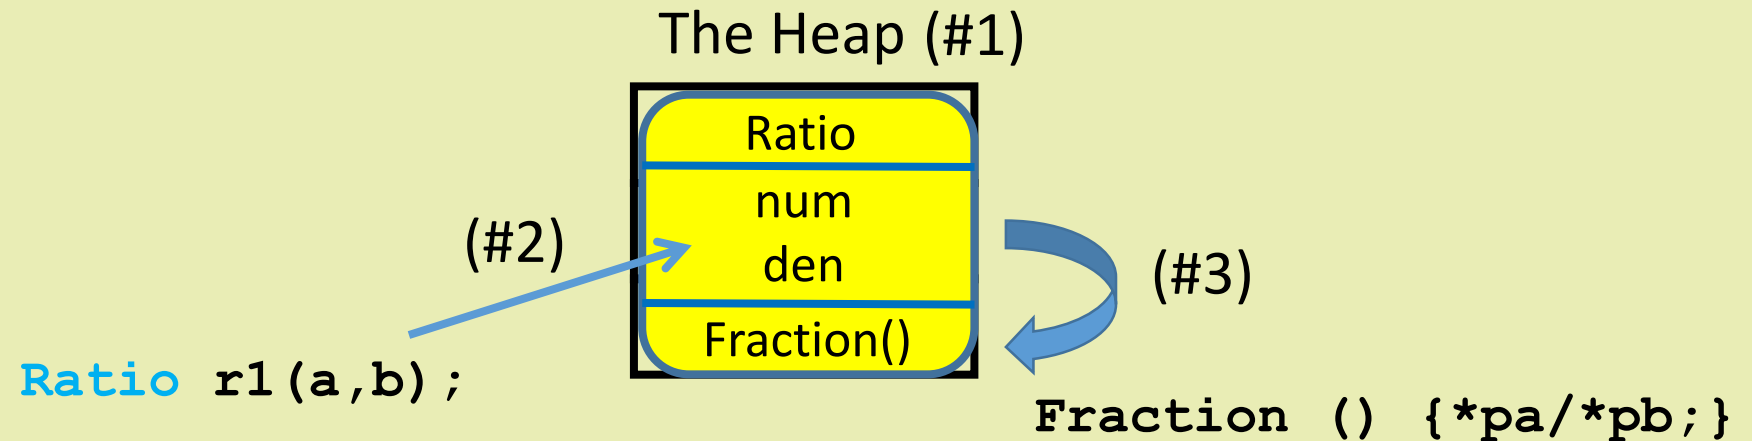 The Heap (#1)
Ratio
num
(#2)
den
(#3)
Fraction()
Ratio r1(a,b);
Fraction () {*pa/*pb;}